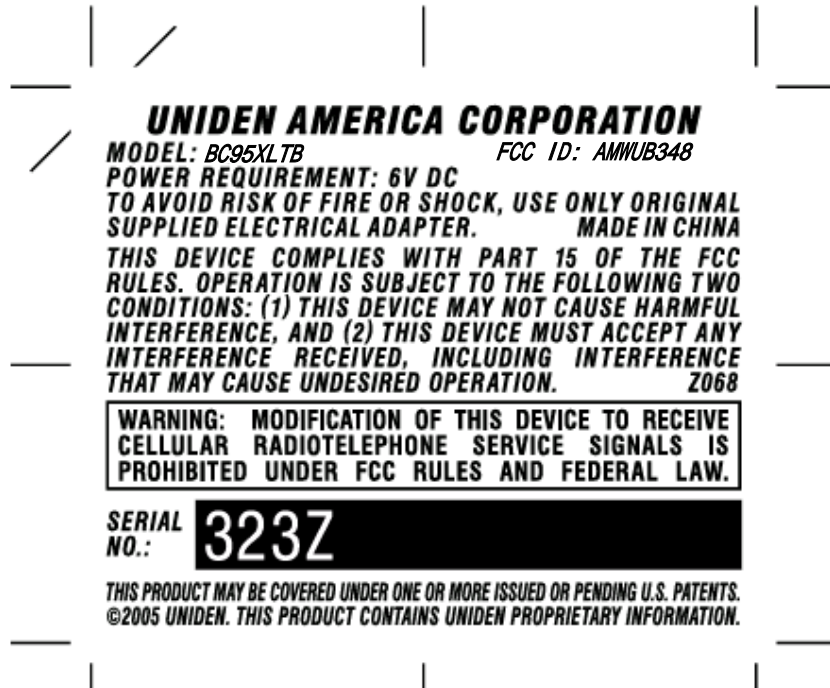 UNIDEN AMERICA CORPORATION
MODEL: BC95XLTB FCC ID: AMWUB348
POWER REQUIREMENT: 6V DC
TO AVOID RISK OF FIRE OR SHOCK, USE ONLY ORIGINAL
SUPPLIED ELECTRICAL ADAPTER. MADE IN CHINA
THIS DEVICE COMPLIES WITH PART 15 OF THE FCC
RULES. OPERATION IS SUBJECT TO THE FOLLOWING TWO
CONDITIONS: (1) THIS DEVICE MAY NOT CAUSE HARMFUL
INTERFERENCE, AND (2) THIS DEVICE MUST ACCEPT ANY
INTERFERENCE RECEIVED, INCLUDING INTERFERENCE
THAT MAY CAUSE UNDESIRED OPERATION. Z068
WARNING: MODIFICATION OF THIS DEVICE TO RECEIVE
CELLULAR RADIOTELEPHONE SERVICE SIGNALS IS
PROHIBITED UNDER FCC RULES AND FEDERAL LAW.
SERIAL
NO.: 323Z
THIS PRODUCT MAY BE COVERED UNDER ONE OR MORE ISSUED OR PENDING U.S. PATENTS.
©2005 UNIDEN. THIS PRODUCT CONTAINS UNIDEN PROPRIETARY INFORMATION.